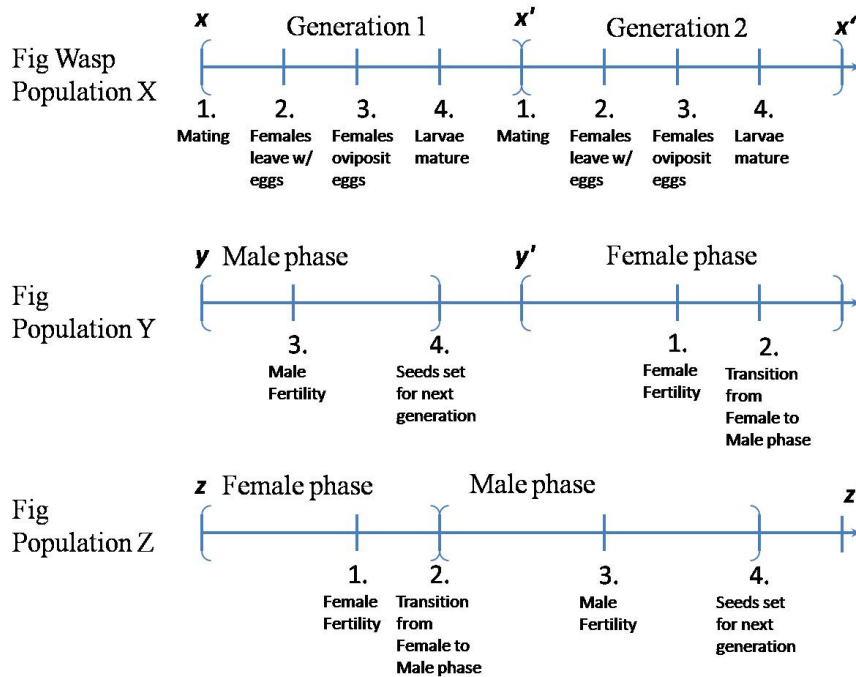 x Generation 1 x' Generation 2 x'
Fig Wasp
Population X
1. 2. 3. 4. 1. 2. 3. 4.
Mating Females Females Larvae Mating Females Females Larvae
leave w/ oviposit mature leave w/ oviposit mature
eggs eggs eggs eggs
y Male phase y' Female phase
Fig
Population Y
3. 4. 1. 2.
Male Seeds set Female Transition
Fertility for next Fertility from
generation Female to
Male phase
z Female phase Male phase z
Fig
Population Z
1. 2. 3. 4.
Female Transition Male Seeds set
Fertility from Fertility for next
Female to generation
Male phase